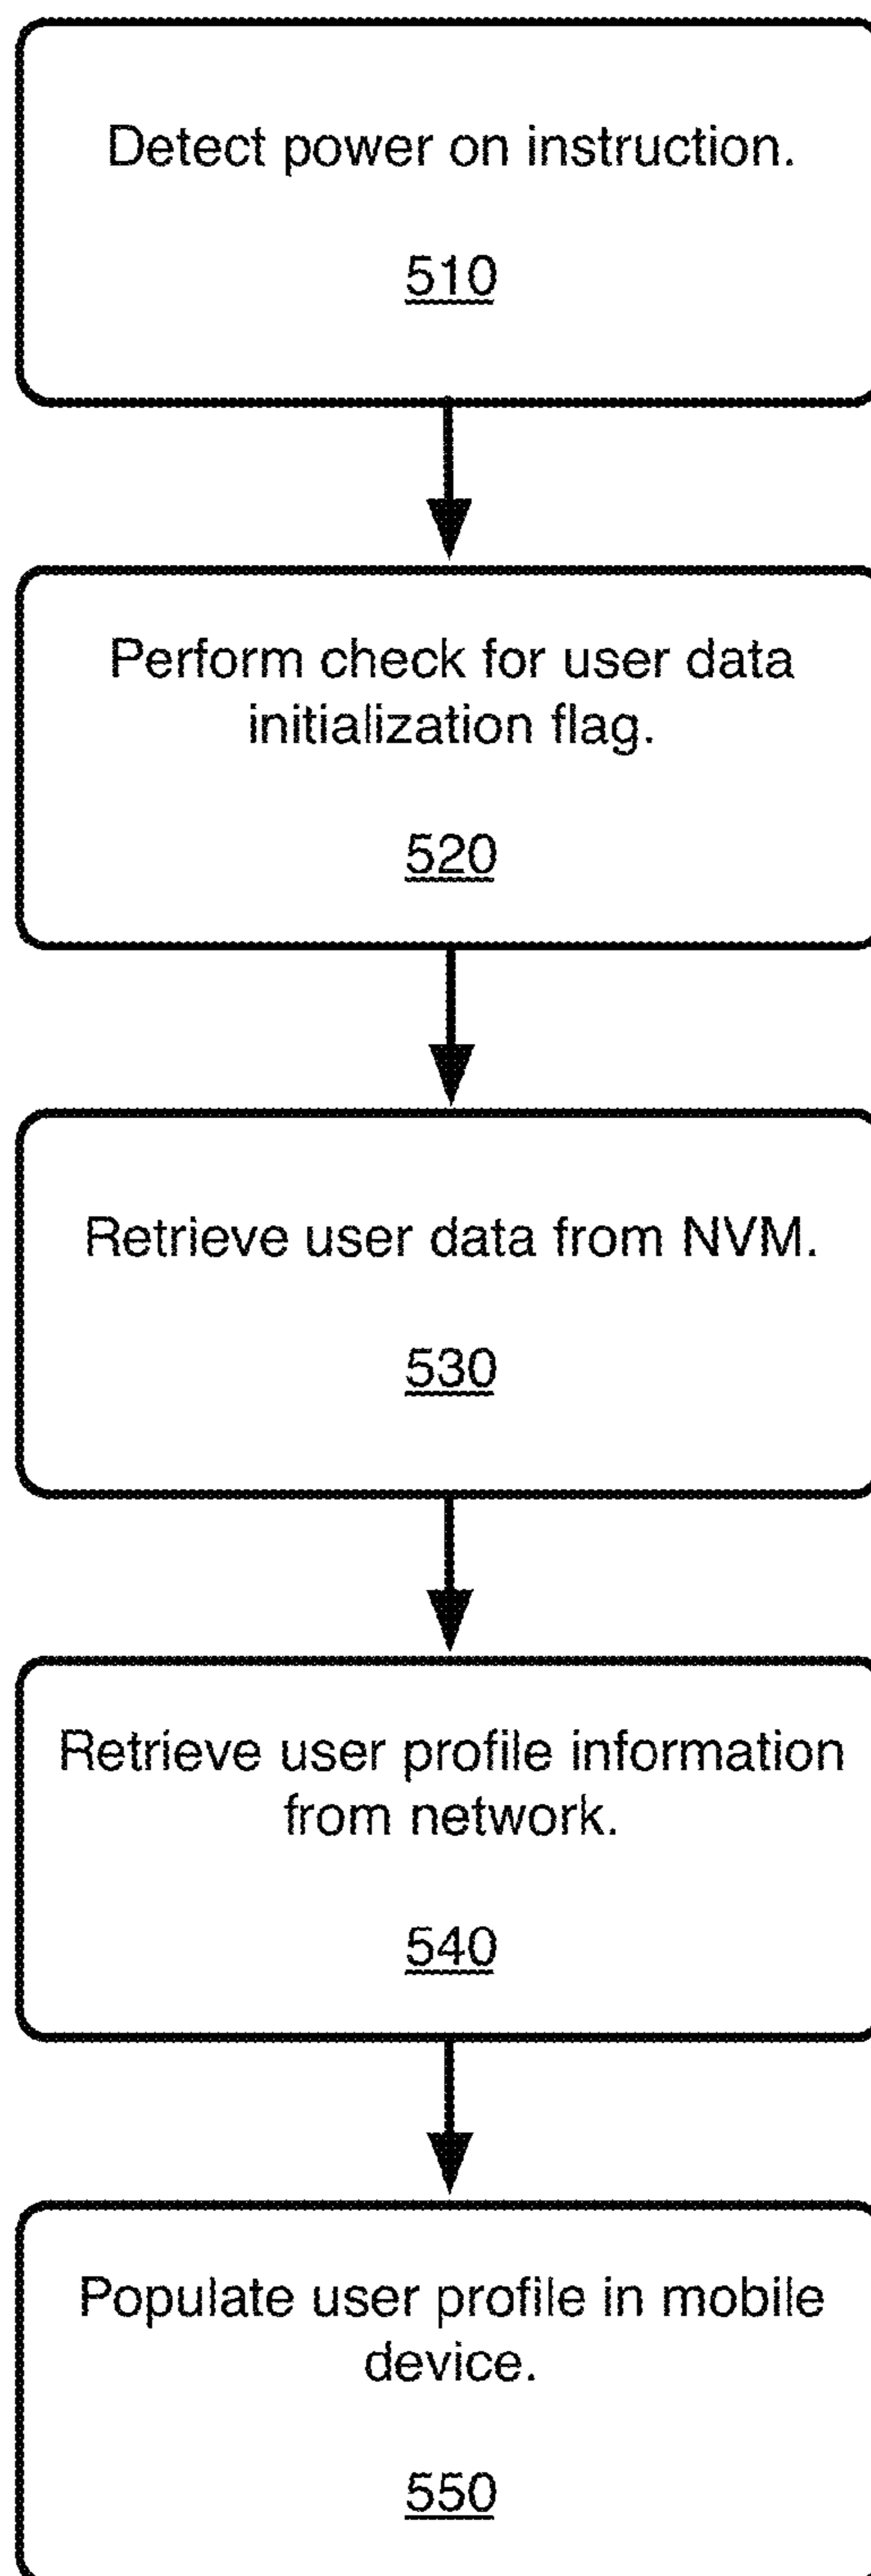 Detect power on instruction.
510
Perform check for user data
initialization flag.
520
Retrieve user data from NVM.
530
Retrieve user profile information
from network.
540
Populate user profile in mobile
device.
550